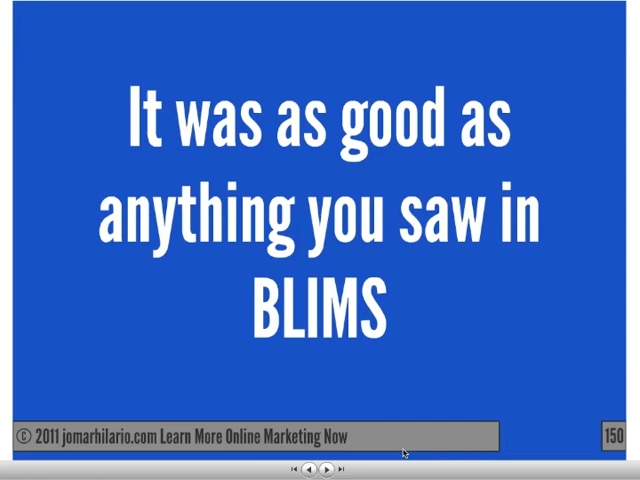 It was as good as
anything you saw in
BLIMS
© 2011 jomarhilario.com Learn More Online Marketing Now
150